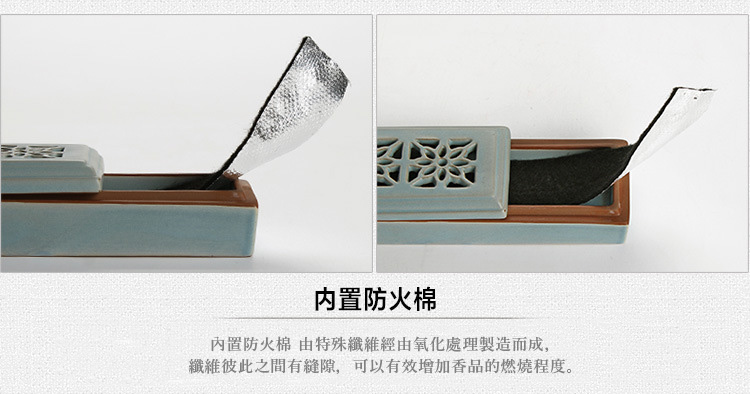 内置防火棉
內置防火棉 由特殊纖維經由氧化處理製造而成，
纖維彼此之間有縫隙，可以有效增加香品的燃燒程度。